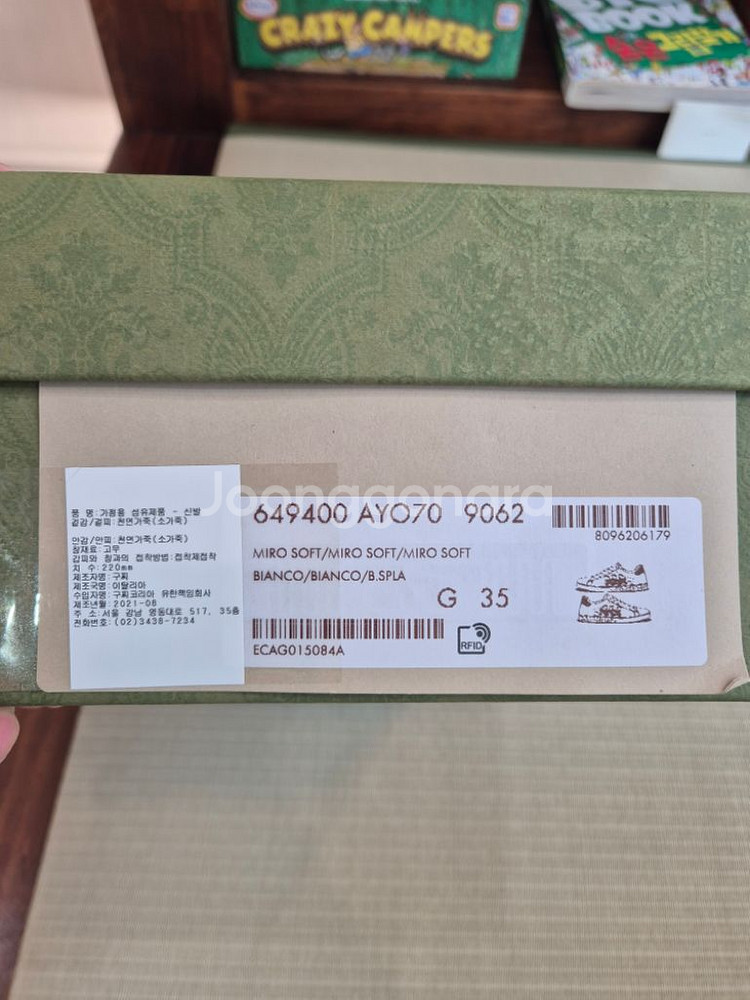 CRAZY CAMPERS
BOOK
Joonggonara
품 명:가정용 섬유제품 - 신발
겉감/겉피:천연가죽(소가죽)
안감/안피:천연가죽(소가죽)
창재료:고무
갑피와 창과의 접착방법:접착제접착
치 수:220mm
제조자명:구찌
제조국명:이탈리아
수입자명:구찌코리아 유한책임회사
제조년월:2021-08
주 소:서울 강남 영동대로 517, 35층
전화번호:(02)3438-7234
649400 AYO70 9062
8096206179
MIRO SOFT/MIRO SOFT/MIRO SOFT
BIANCO/BIANCO/B.SPLA
G 35
ECAG015084A
RFID